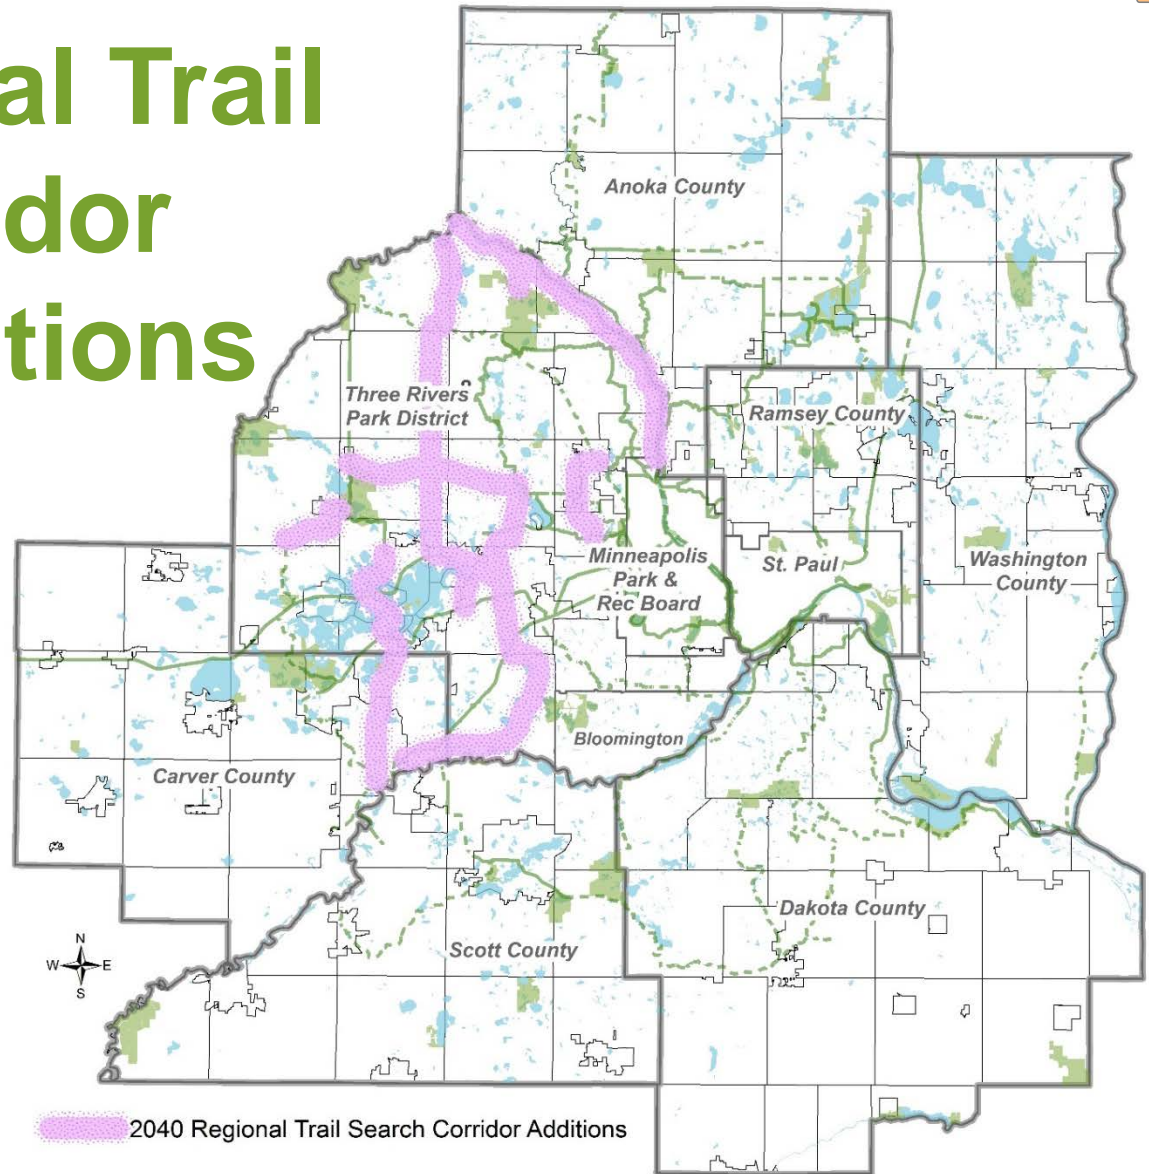 al Trail
dor
tions
Anoka County
Three Rivers
Park District
Ramsey County
Minneapolis
Park &
Rec Board
St. Paul
Washington
County
Bloomington
Carver County
Dakota County
Scott County
N
W E
S
2040 Regional Trail Search Corridor Additions